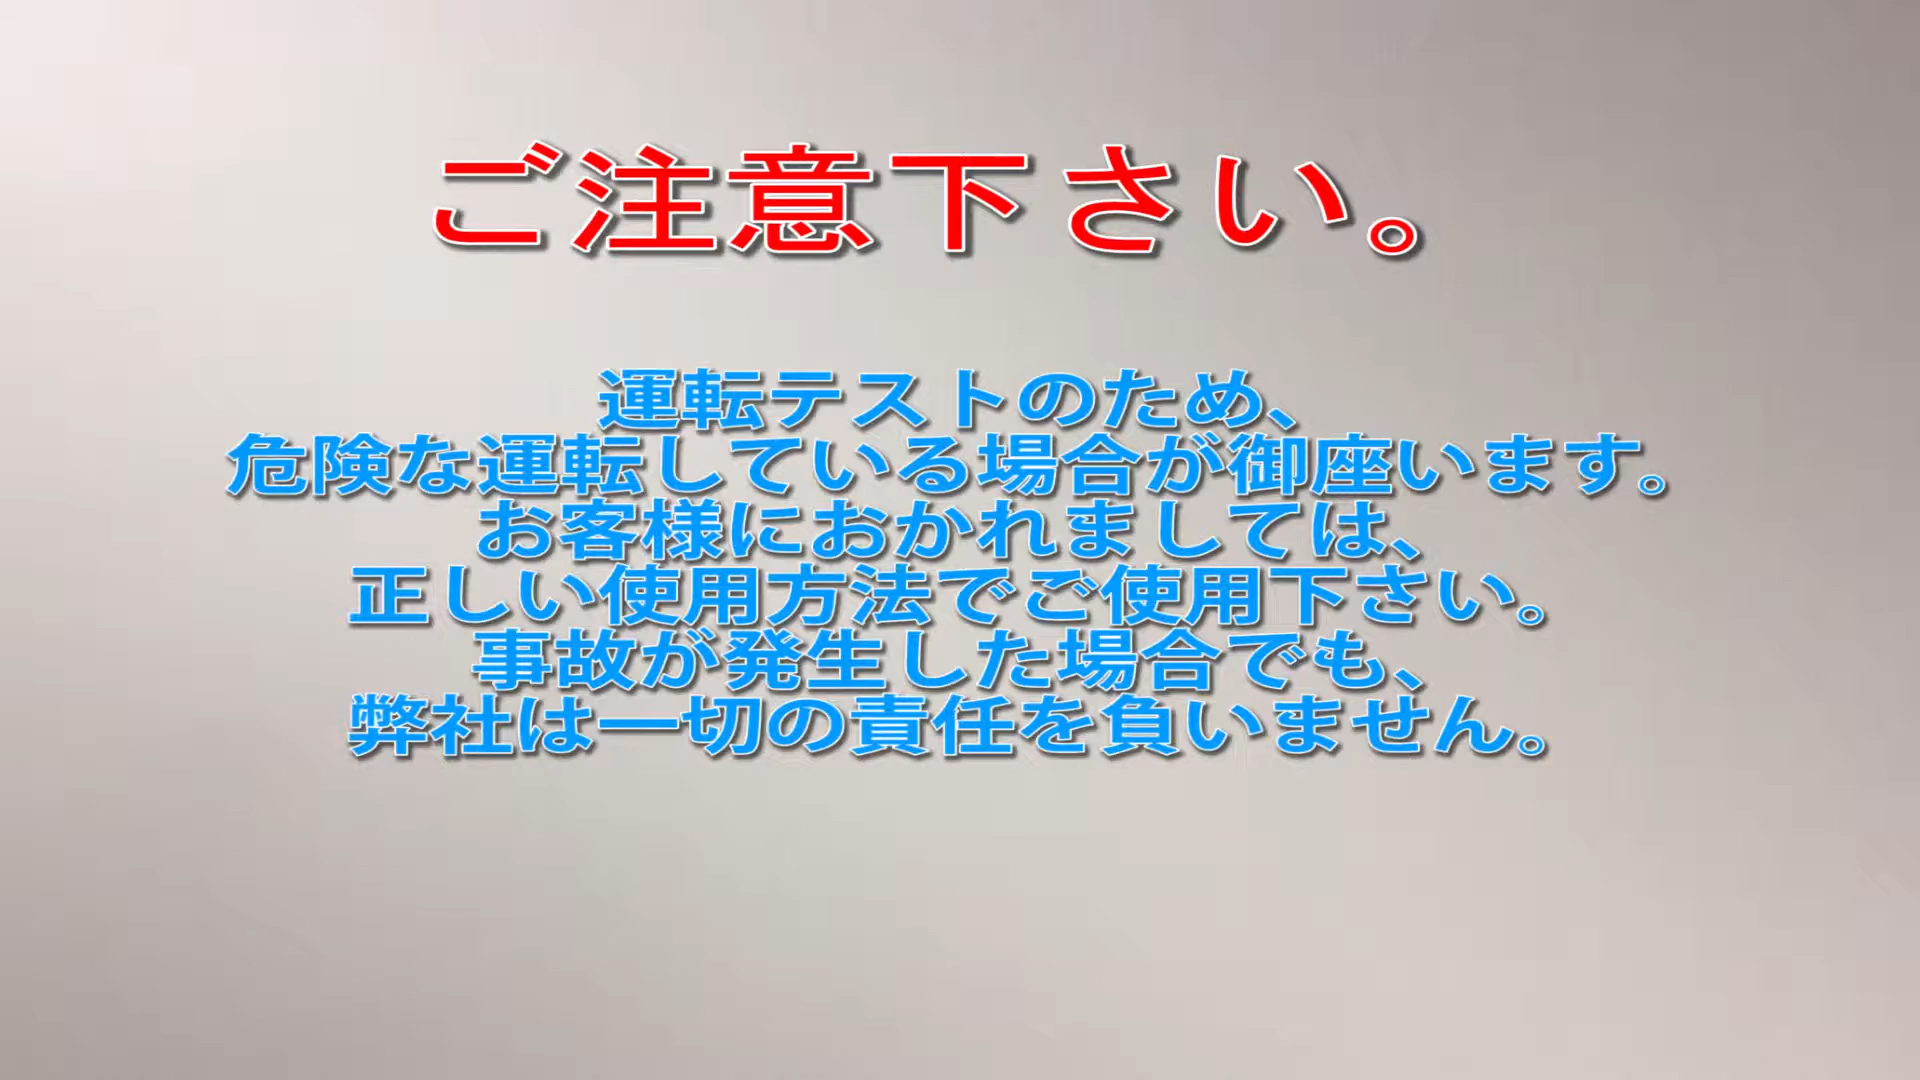 ご注意下さい。
運転テストのため、
危険な運転している場合が御座います。
お客様におかれましては、
正しい使用方法でご使用下さい。
事故が発生した場合でも、
弊社は一切の責任を負いません。